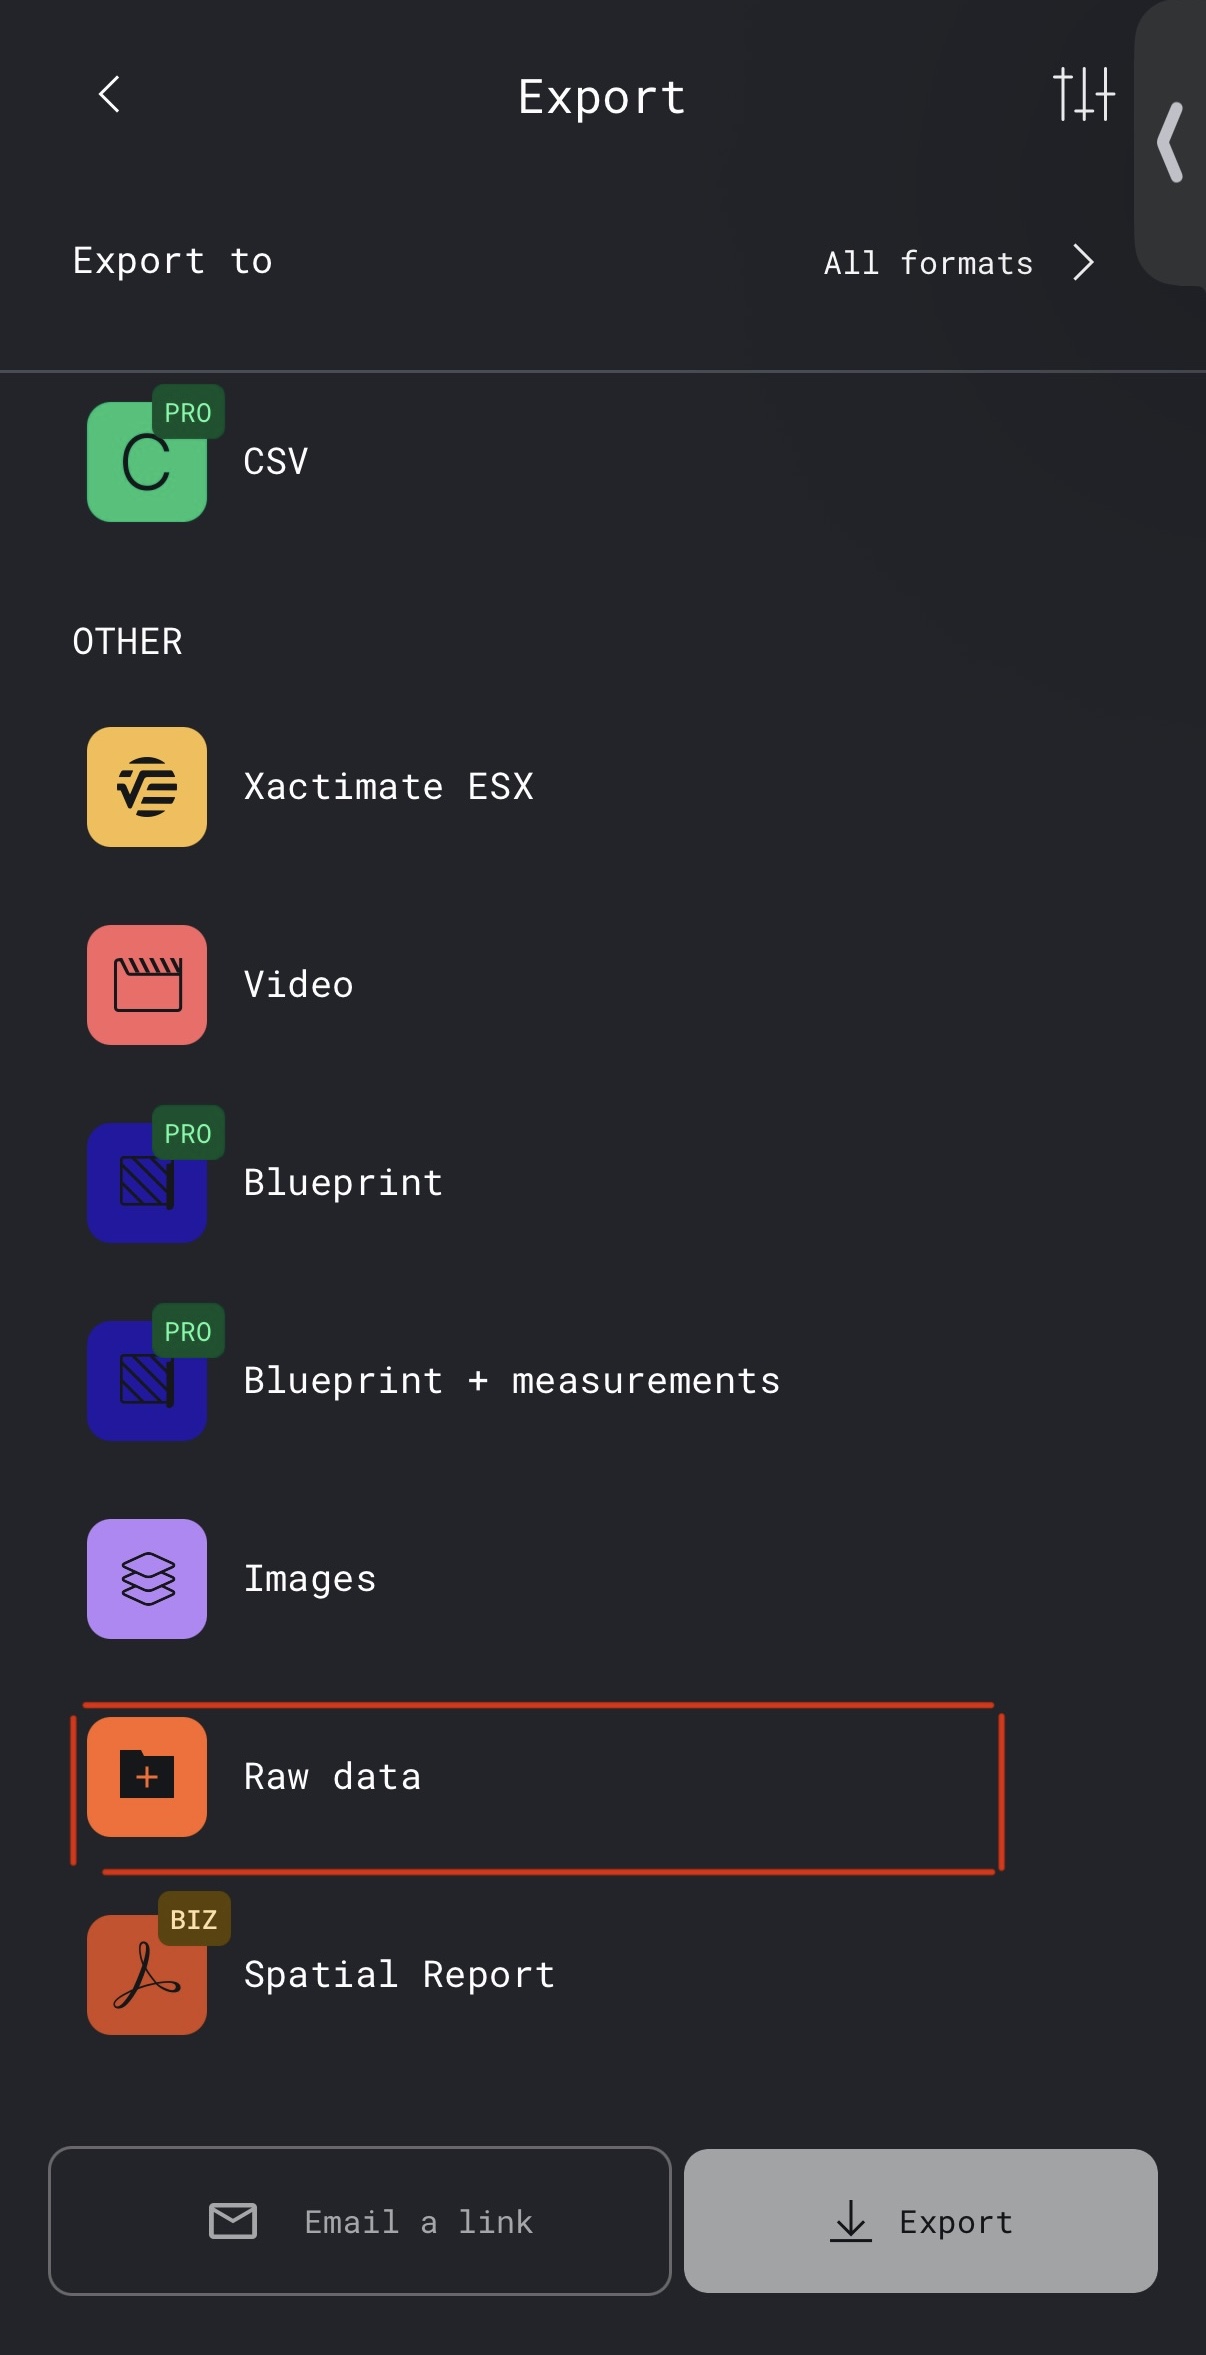 Export
Export to
All formats
PRO
C
CSV
OTHER
Xactimate ESX
Video
PRO
Blueprint
PRO
Blueprint + measurements
Images
Raw data
BIZ
Spatial Report
Email a link
Export